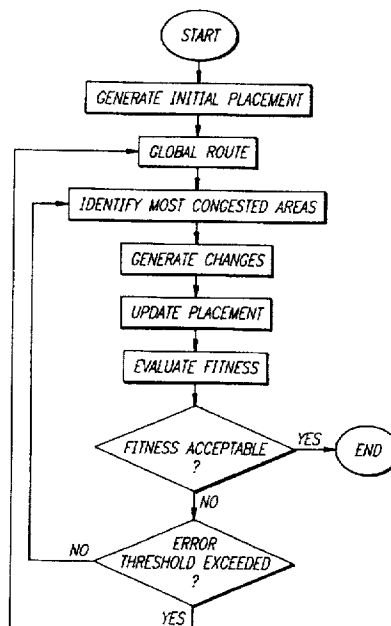 START
GENERATE INITIAL PLACEMENT
GLOBAL ROUTE
IDENTIFY MOST CONGESTED AREAS
GENERATE CHANGES
UPDATE PLACEMENT
EVALUATE FITNESS
FITNESS ACCEPTABLE
?
YES
END
NO
ERROR
THRESHOLD EXCEEDED
?
NO
YES